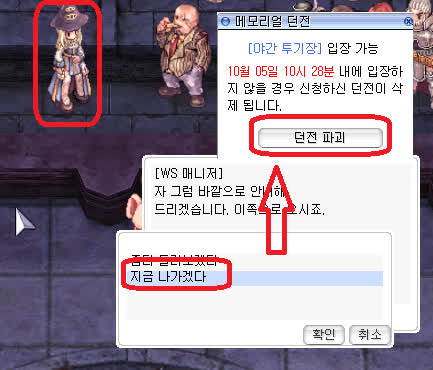 메모리얼 던전
[야간 투기장] 입장 가능
10월 05일 10시 28분 내에 입장하
지 않을 경우 신청하신 던전이 삭
제 됩니다.
던전 파괴
[WS 매니저]
자 그럼 바깥으로 안내해
드리겠습니다. 이쪽으로 오시죠.
좀더 둘러보겠다
지금 나가겠다
확인
취소